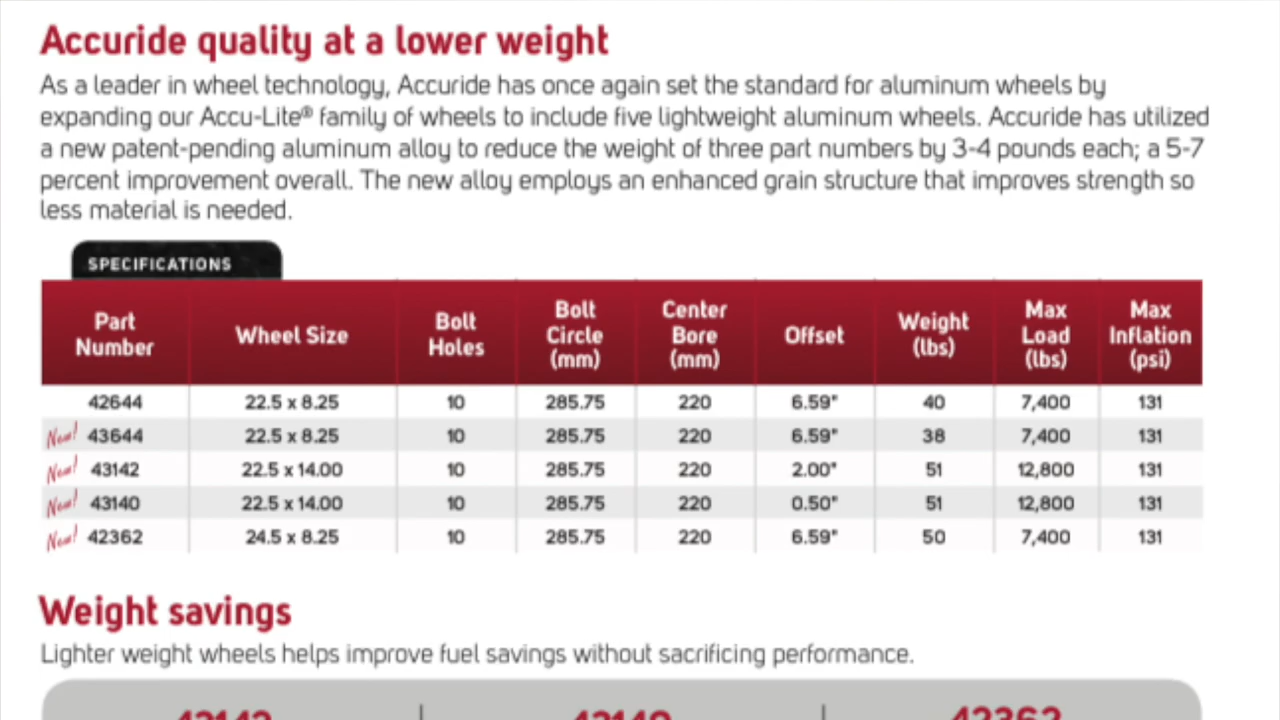 Accuride quality at a lower weight
As a leader in wheel technology, Accuride has once again set the standard for aluminum wheels by
expanding our Accu-Lite® family of wheels to include five lightweight aluminum wheels. Accuride has utilized
a new patent-pending aluminum alloy to reduce the weight of three part numbers by 3-4 pounds each; a 5-7
percent improvement overall. The new alloy employs an enhanced grain structure that improves strength so
less material is needed.
SPECIFICATIONS
Part Number Wheel Size Bolt Holes Bolt Circle (mm) Center Bore (mm) Offset Weight (lbs) Max Load (lbs) Max Inflation (psi)
42644 22.5 x 8.25 10 285.75 220 6.59" 40 7,400 131
New! 43644 22.5 x 8.25 10 285.75 220 6.59" 38 7,400 131
New! 43142 22.5 x 14.00 10 285.75 220 2.00" 51 12,800 131
New! 43140 22.5 x 14.00 10 285.75 220 0.50" 51 12,800 131
New! 42362 24.5 x 8.25 10 285.75 220 6.59" 50 7,400 131
Weight savings
Lighter weight wheels helps improve fuel savings without sacrificing performance.
43142 43140 42362